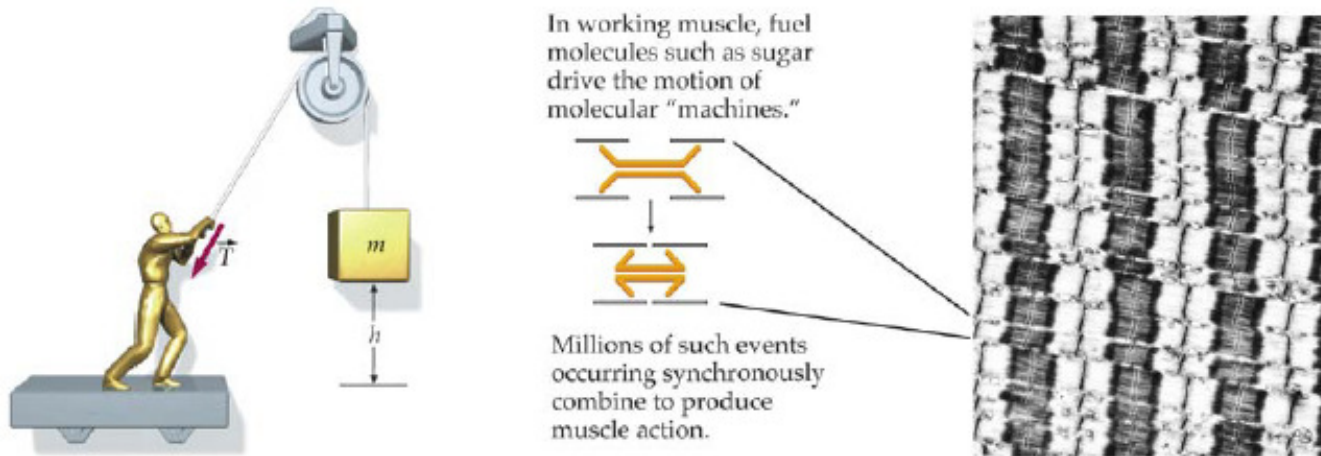 T
m
h
In working muscle, fuel
molecules such as sugar
drive the motion of
molecular “machines.”
Millions of such events
occurring synchronously
combine to produce
muscle action.